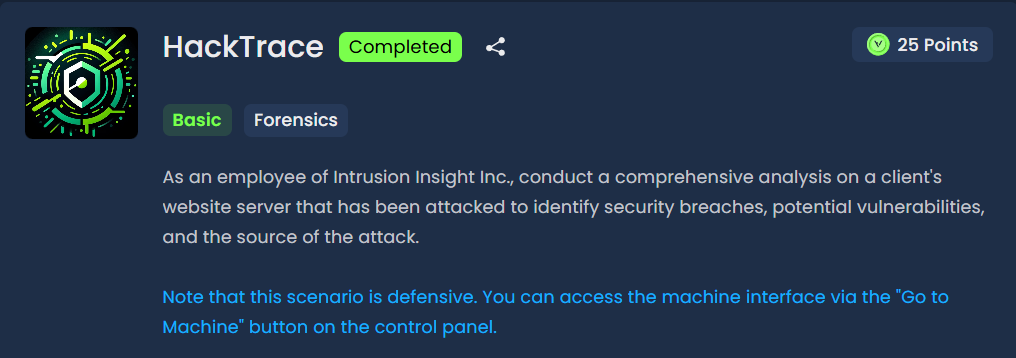 HackTrace Completed 25 Points
Basic Forensics
As an employee of Intrusion Insight Inc., conduct a comprehensive analysis on a client's
website server that has been attacked to identify security breaches, potential vulnerabilities,
and the source of the attack.
Note that this scenario is defensive. You can access the machine interface via the "Go to
Machine" button on the control panel.